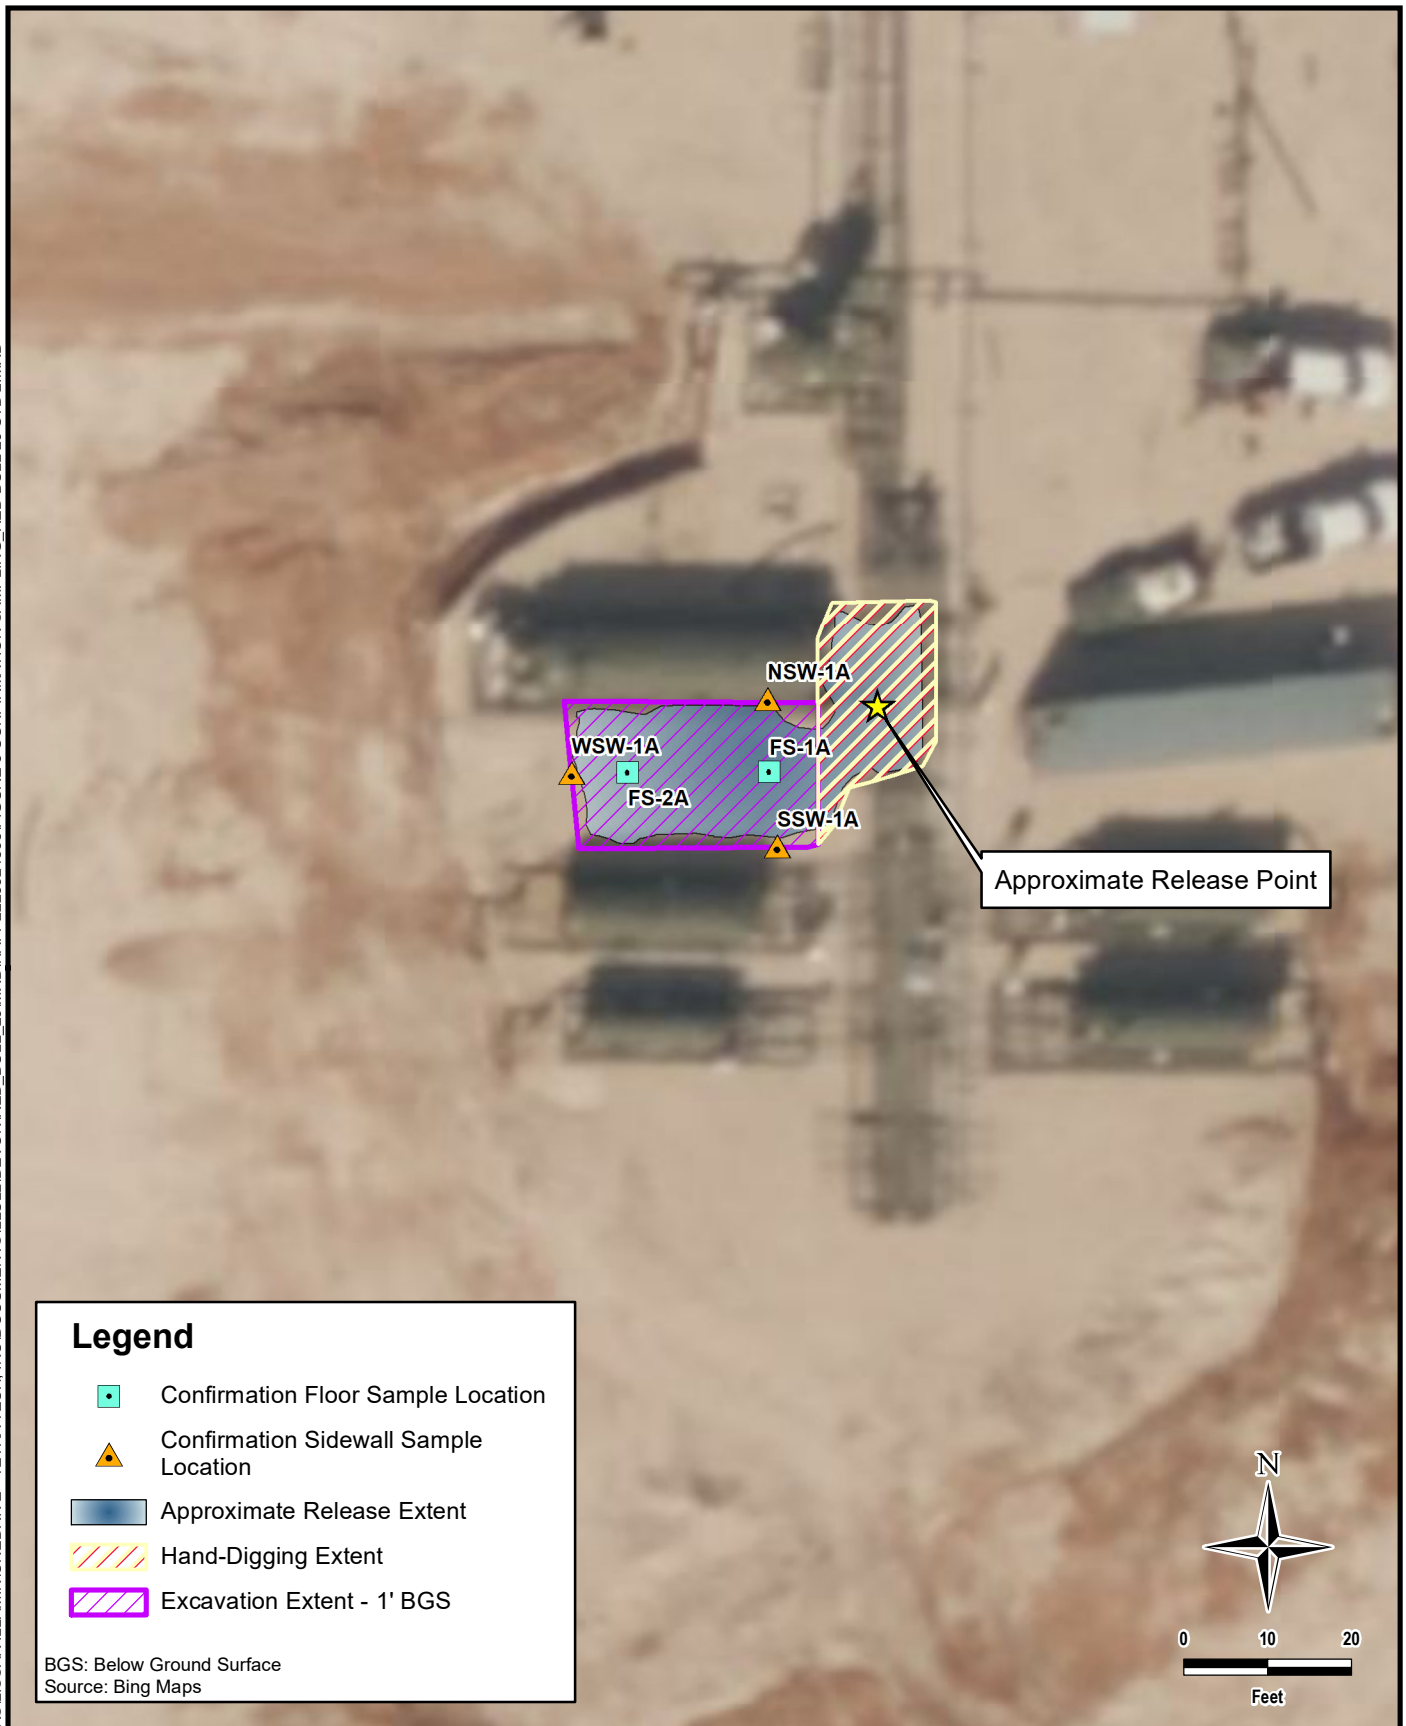 NSW-1A
WSW-1A
FS-1A
FS-2A
SSW-1A
Approximate Release Point
Legend
Confirmation Floor Sample Location
Confirmation Sidewall Sample
Location
Approximate Release Extent
Hand-Digging Extent
Excavation Extent - 1' BGS
BGS: Below Ground Surface
Source: Bing Maps
N
0 10 20
Feet